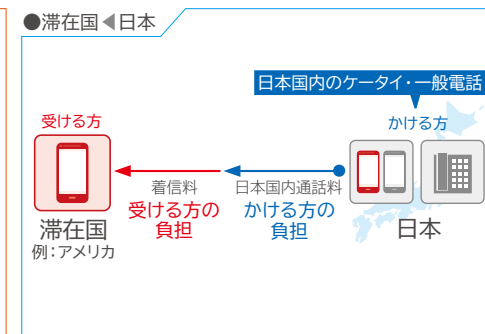 ●滞在国◀日本
日本国内のケータイ・一般電話
受ける方
かける方
着信料
日本国内通話料
受ける方の
負担
かける方の
負担
滞在国
例：アメリカ
日本